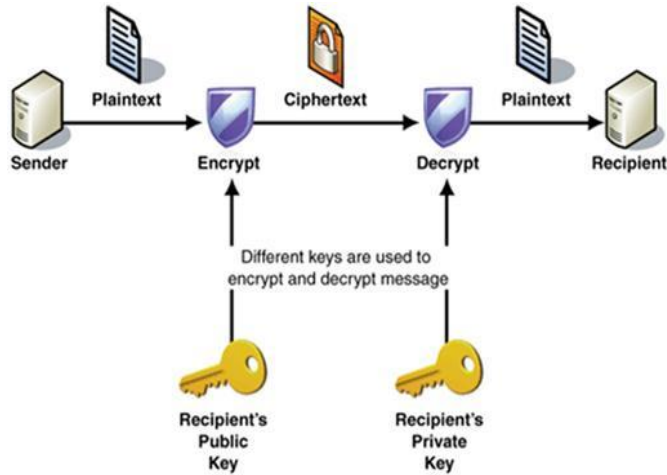 Plaintext
Ciphertext
Plaintext
Sender
Encrypt
Decrypt
Recipient
Different keys are used to
encrypt and decrypt message
Recipient's
Public
Key
Recipient's
Private
Key